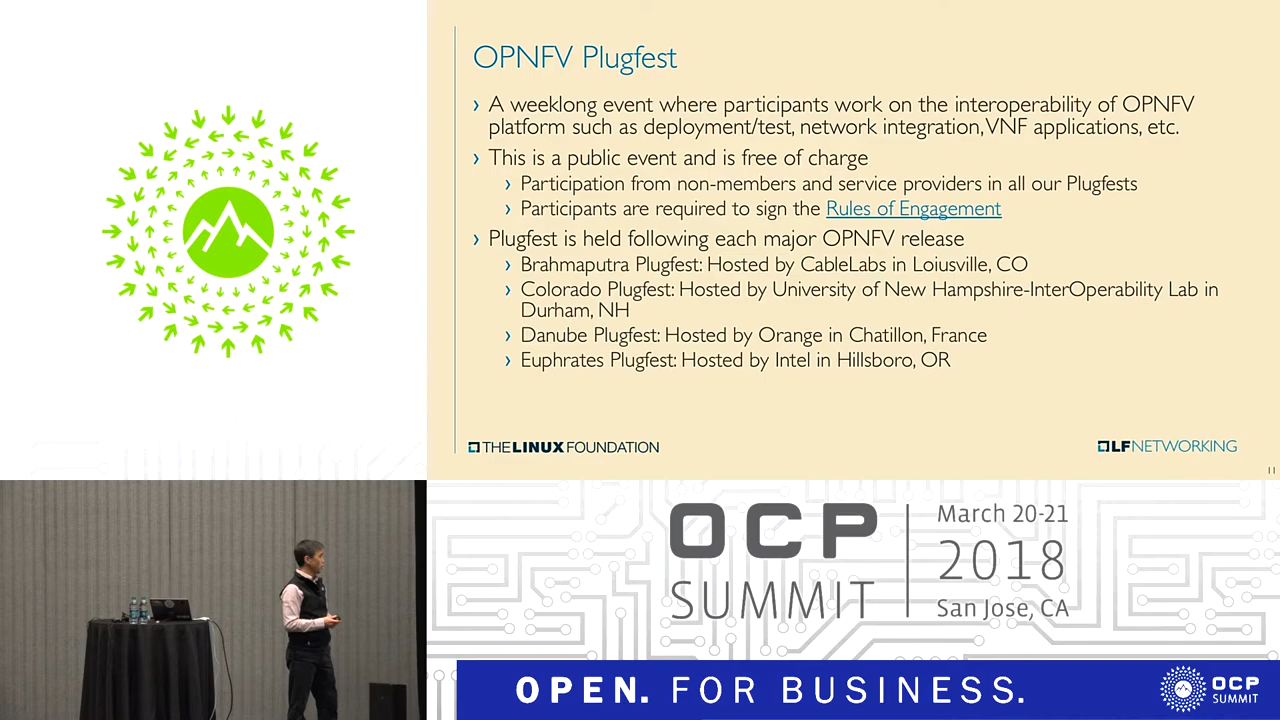 OPNFV Plugfest
› A weeklong event where participants work on the interoperability of OPNFV
platform such as deployment/test, network integration, VNF applications, etc.
› This is a public event and is free of charge
› Participation from non-members and service providers in all our Plugfests
› Participants are required to sign the Rules of Engagement
› Plugfest is held following each major OPNFV release
› Brahmaputra Plugfest: Hosted by CableLabs in Loiusville, CO
› Colorado Plugfest: Hosted by University of New Hampshire-InterOperability Lab in
Durham, NH
› Danube Plugfest: Hosted by Orange in Chatillon, France
› Euphrates Plugfest: Hosted by Intel in Hillsboro, OR
THE LINUX FOUNDATION
LFNETWORKING
11
OCP
SUMMIT
March 20-21
2018
San Jose, CA
OPEN. FOR BUSINESS.
OCP
SUMMIT